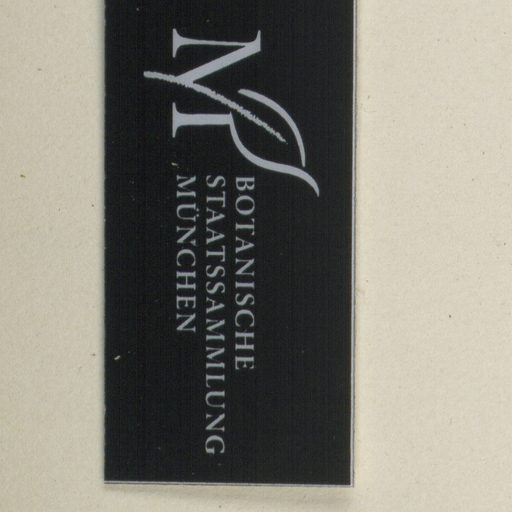 M
BOTANISCHE
STAATSSAMMLUNG
MÜNCHEN